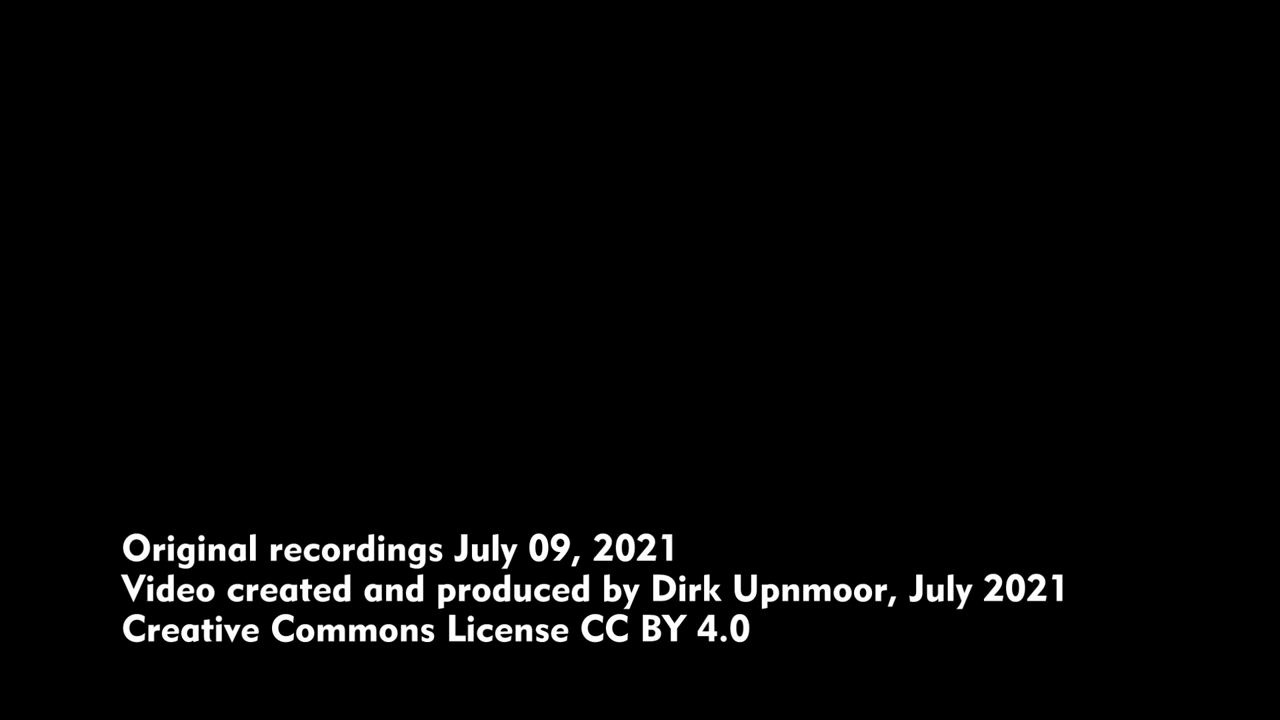 Original recordings July 09, 2021
Video created and produced by Dirk Upnmoor, July 2021
Creative Commons License CC BY 4.0